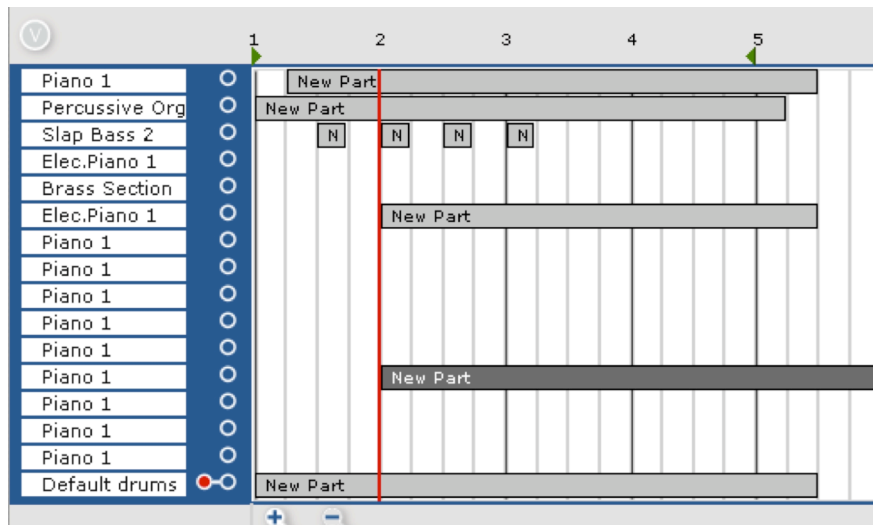 V
1 2 3 4 5
Piano 1 New Part
Percussive Org New Part
Slap Bass 2 N N N N
Elec.Piano 1
Brass Section
Elec.Piano 1 New Part
Piano 1
Piano 1
Piano 1
Piano 1
Piano 1
Piano 1 New Part
Piano 1
Piano 1
Piano 1
Default drums New Part